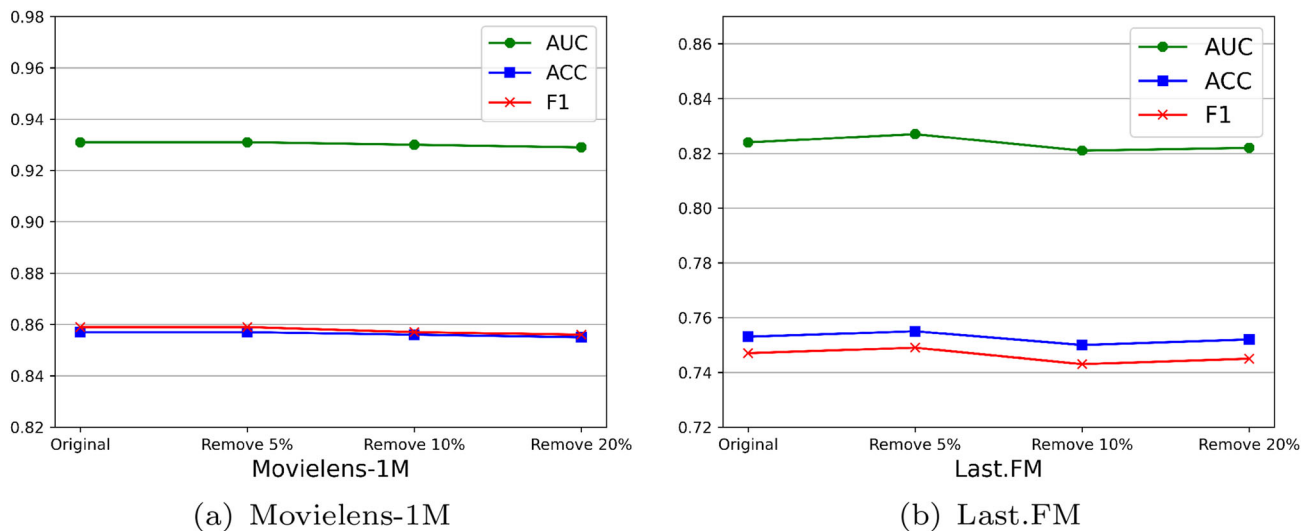 0.98
0.96
0.94
0.92
0.90
0.88
0.86
0.84
0.82
AUC
ACC
F1
Original Remove 5% Remove 10% Remove 20%
Movielens-1M
(a) Movielens-1M
0.86
0.84
0.82
0.80
0.78
0.76
0.74
0.72
AUC
ACC
F1
Original Remove 5% Remove 10% Remove 20%
Last.FM
(b) Last.FM